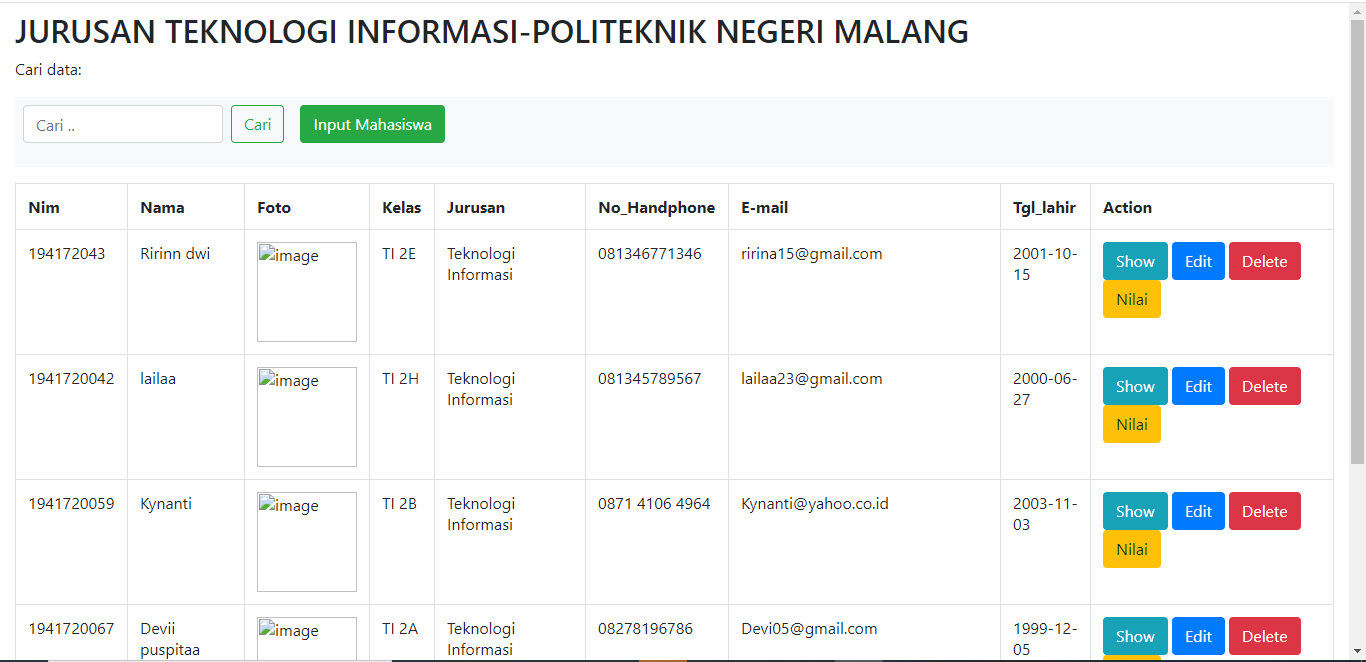 JURUSAN TEKNOLOGI INFORMASI-POLITEKNIK NEGERI MALANG
Cari data:
Cari .. Cari Input Mahasiswa
Nim Nama Foto Kelas Jurusan No_Handphone E-mail Tgl_lahir Action
194172043 Ririnn dwi image TI 2E Teknologi 081346771346 ririna15@gmail.com 2001-10- Show Edit Delete
Informasi 15
Nilai
1941720042 lailaa image TI 2H Teknologi 081345789567 lailaa23@gmail.com 2000-06- Show Edit Delete
Informasi 27
Nilai
1941720059 Kynanti image TI 2B Teknologi 0871 4106 4964 Kynanti@yahoo.co.id 2003-11- Show Edit Delete
Informasi 03
Nilai
1941720067 Devii image TI 2A Teknologi 08278196786 Devi05@gmail.com 1999-12- Show Edit Delete
puspitaa Informasi 05